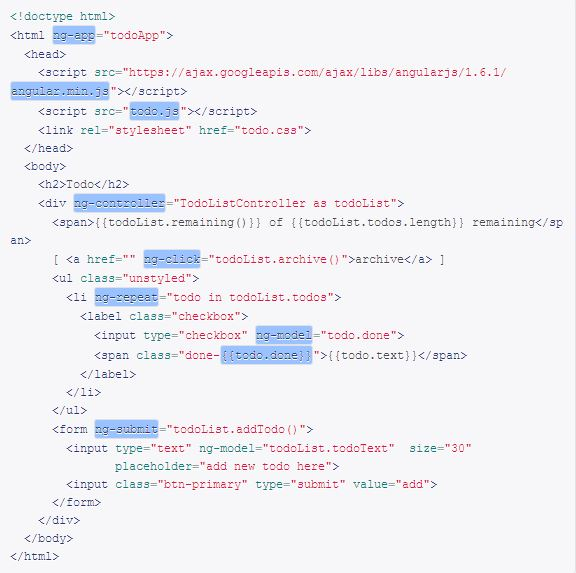 <!doctype html>
<html ng-app="todoApp">
  <head>
    <script src="https://ajax.googleapis.com/ajax/libs/angularjs/1.6.1/
angular.min.js"></script>
    <script src="todo.js"></script>
    <link rel="stylesheet" href="todo.css">
  </head>
  <body>
    <h2>Todo</h2>
    <div ng-controller="TodoListController as todoList">
      <span>{{todoList.remaining()}} of {{todoList.todos.length}} remaining</sp
an>
      [ <a href="" ng-click="todoList.archive()">archive</a> ]
      <ul class="unstyled">
        <li ng-repeat="todo in todoList.todos">
          <label class="checkbox">
            <input type="checkbox" ng-model="todo.done">
            <span class="done-{{todo.done}}">{{todo.text}}</span>
          </label>
        </li>
      </ul>
      <form ng-submit="todoList.addTodo()">
        <input type="text" ng-model="todoList.todoText"  size="30"
               placeholder="add new todo here">
        <input class="btn-primary" type="submit" value="add">
      </form>
    </div>
  </body>
</html>